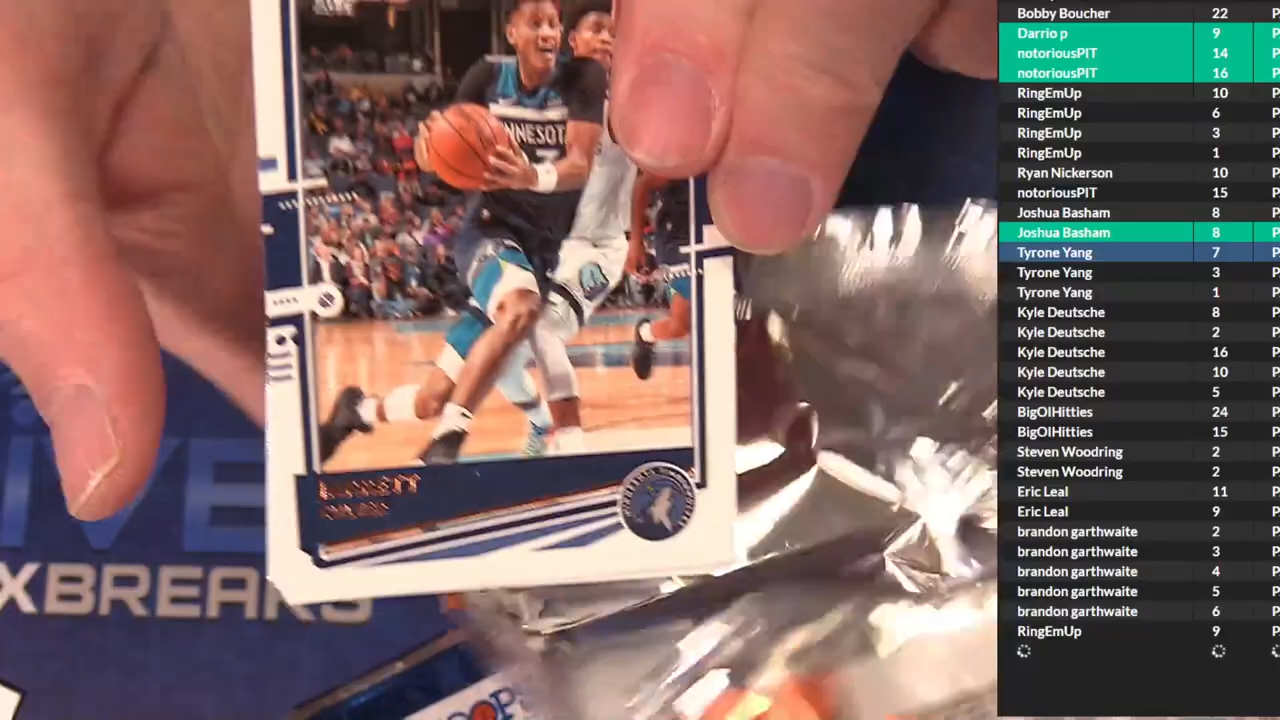 Bobby Boucher 22 P
Darrio p 9 P
notoriousPIT 14 P
notoriousPIT 16 P
RingEmUp 10 P
RingEmUp 6 P
RingEmUp 3 P
RingEmUp 1 P
Ryan Nickerson 10 P
notoriousPIT 15 P
Joshua Basham 8 P
Joshua Basham 8 P
Tyrone Yang 7 P
Tyrone Yang 3 P
Tyrone Yang 1 P
Kyle Deutsche 8 P
Kyle Deutsche 2 P
Kyle Deutsche 16 P
Kyle Deutsche 10 P
Kyle Deutsche 5 P
BigOlHitties 24 P
BigOlHitties 15 P
Steven Woodring 2 P
Steven Woodring 2 P
Eric Leal 11 P
Eric Leal 9 P
brandon garthwaite 2 P
brandon garthwaite 3 P
brandon garthwaite 4 P
brandon garthwaite 5 P
brandon garthwaite 6 P
RingEmUp 9 P
NNESOT
iVE
XBREAKS
OOPS